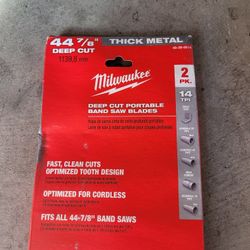 44 7/8"
DEEP CUT
THICK METAL
1139,8 mm
Milwaukee
2
PK.
DEEP CUT PORTABLE
BAND SAW BLADES
14
TPI
FAST, CLEAN CUTS
OPTIMIZED TOOTH DESIGN
OPTIMIZED FOR CORDLESS
FITS ALL 44-7/8" BAND SAWS